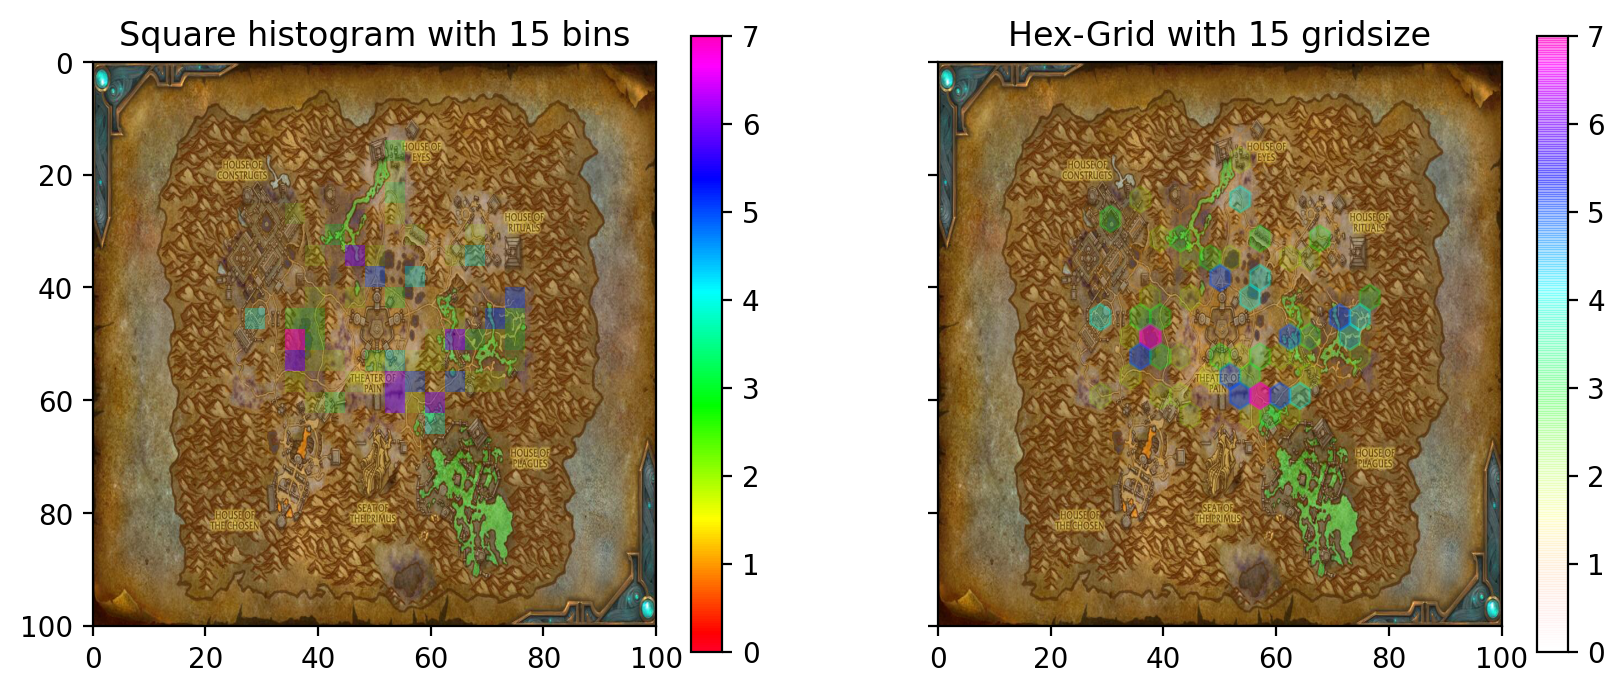 Square histogram with 15 bins
0
20
40
60
80
100
0
20
40
60
80
100
HOUSE OF
EYES
HOUSE OF
CONSTRUCTS
HOUSE OF
RITUALS
THEATER OF
PAIN
HOUSE OF
PLAGUES
SEAT OF
THE PRIMUS
HOUSE OF
THE CHOSEN
7
6
5
4
3
2
1
0
Hex-Grid with 15 gridsize
HOUSE OF
EYES
HOUSE OF
CONSTRUCTS
HOUSE OF
RITUALS
THEATER OF
PAIN
HOUSE OF
PLAGUES
SEAT OF
THE PRIMUS
HOUSE OF
THE CHOSEN
0
20
40
60
80
100
7
6
5
4
3
2
1
0